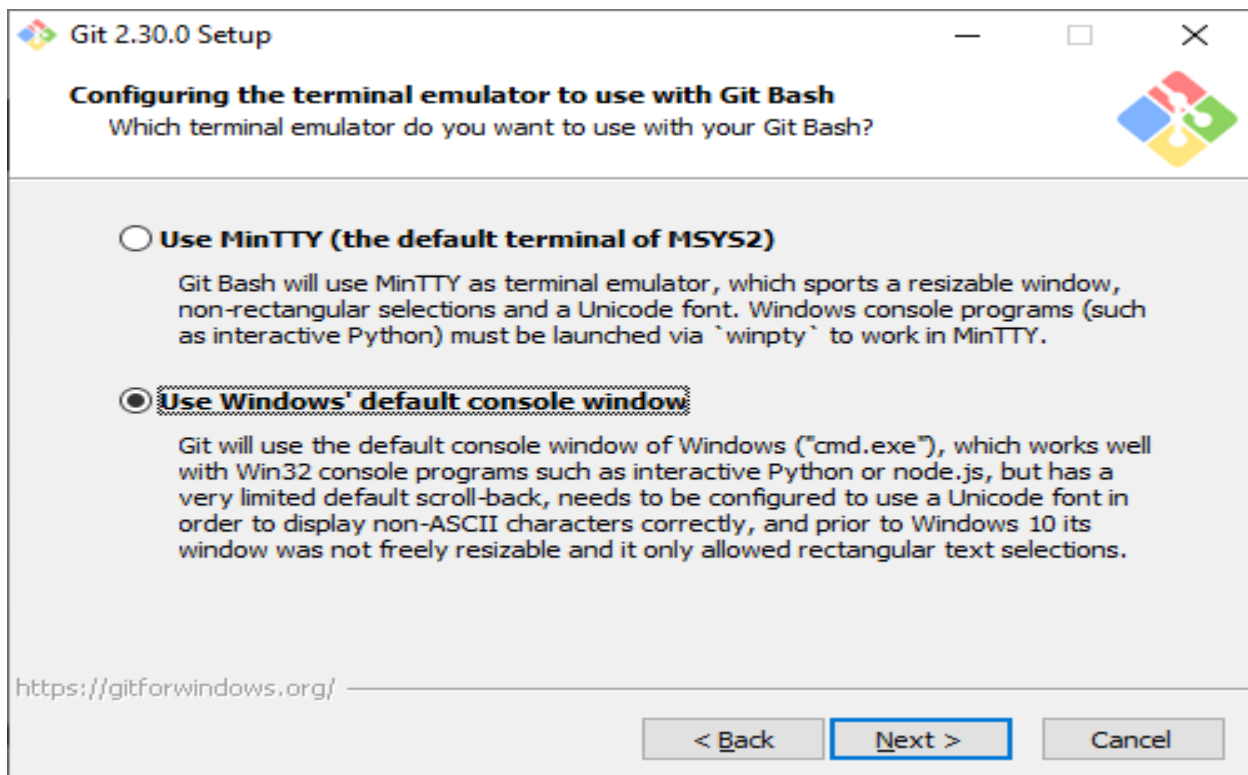 Git 2.30.0 Setup
Configuring the terminal emulator to use with Git Bash
Which terminal emulator do you want to use with your Git Bash?
Use MinTTY (the default terminal of MSYS2)
Git Bash will use MinTTY as terminal emulator, which sports a resizable window,
non-rectangular selections and a Unicode font. Windows console programs (such
as interactive Python) must be launched via `winpty` to work in MinTTY.
Use Windows' default console window
Git will use the default console window of Windows ("cmd.exe"), which works well
with Win32 console programs such as interactive Python or node.js, but has a
very limited default scroll-back, needs to be configured to use a Unicode font in
order to display non-ASCII characters correctly, and prior to Windows 10 its
window was not freely resizable and it only allowed rectangular text selections.
https://gitforwindows.org/
< Back
Next >
Cancel